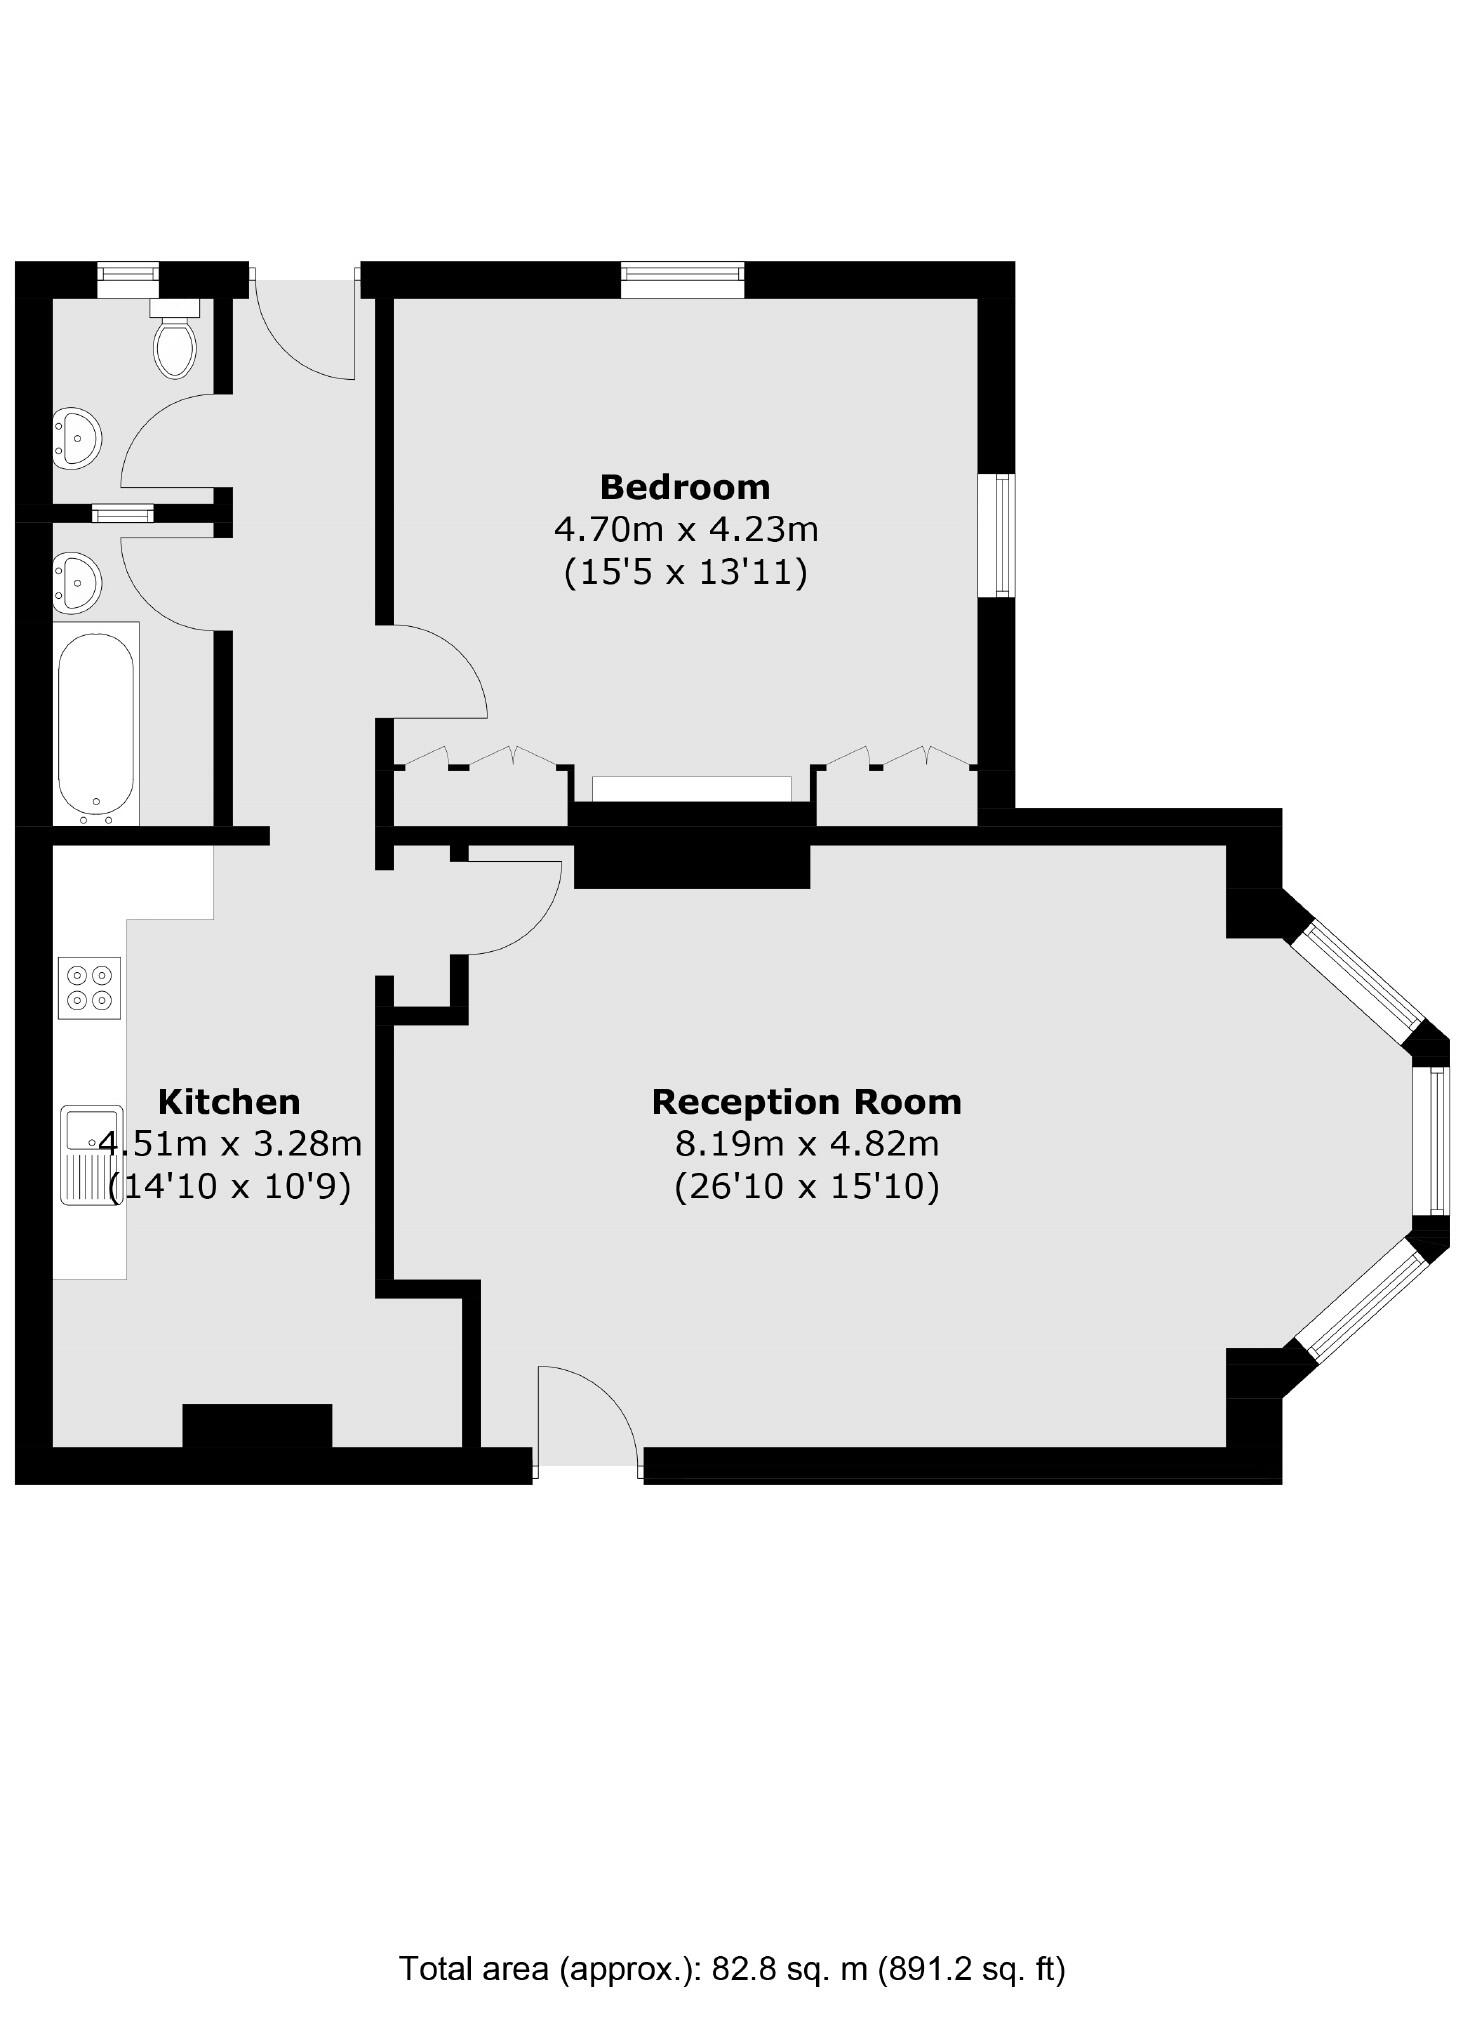 Bedroom
4.70m x 4.23m
(15'5 x 13'11)
Kitchen
4.51m x 3.28m
(14'10 x 10'9)
Reception Room
8.19m x 4.82m
(26'10 x 15'10)
Total area (approx.): 82.8 sq. m (891.2 sq. ft)